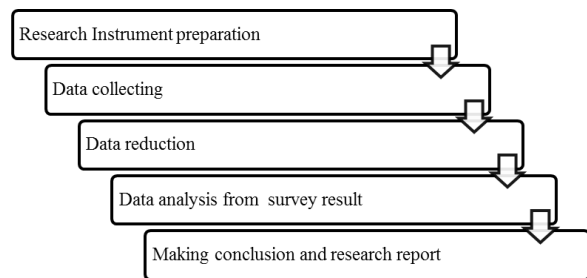 Research Instrument preparation
Data collecting
Data reduction
Data analysis from survey result
Making conclusion and research report